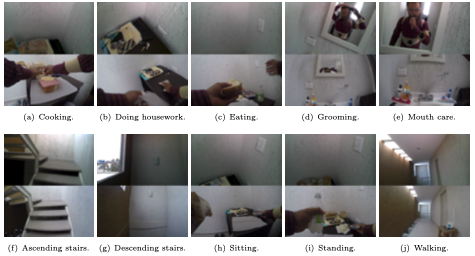 (a) Cooking.
(b) Doing housework.
(c) Eating.
(d) Grooming.
(e) Mouth care.
(f) Ascending stairs.
(g) Descending stairs.
(h) Sitting.
(i) Standing.
(j) Walking.